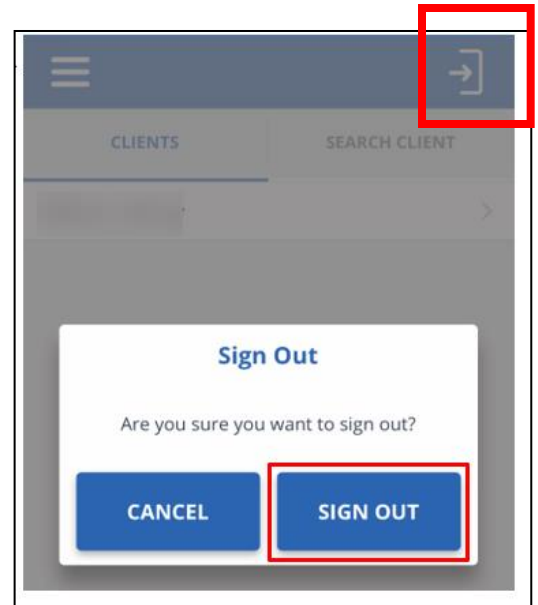 CLIENTS SEARCH CLIENT
Sign Out
Are you sure you want to sign out?
CANCEL SIGN OUT